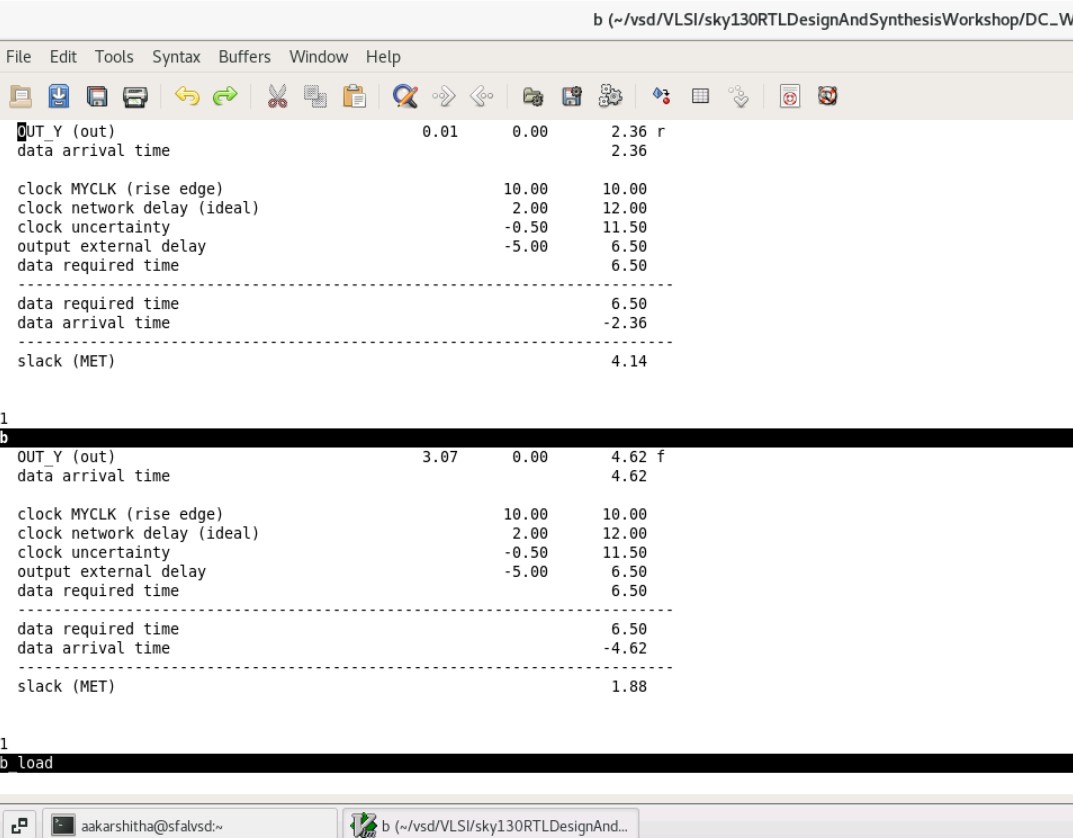 b (~/vsd/VLSI/sky130RTLDesignAndSynthesisWorkshop/DC_W
File Edit Tools Syntax Buffers Window Help
OUT_Y (out) 0.01 0.00 2.36 r
data arrival time 2.36
clock MYCLK (rise edge) 10.00 10.00
clock network delay (ideal) 2.00 12.00
clock uncertainty -0.50 11.50
output external delay -5.00 6.50
data required time 6.50
--------------------------------------------------------------------------
data required time 6.50
data arrival time -2.36
--------------------------------------------------------------------------
slack (MET) 4.14
1
b
OUT_Y (out) 3.07 0.00 4.62 f
data arrival time 4.62
clock MYCLK (rise edge) 10.00 10.00
clock network delay (ideal) 2.00 12.00
clock uncertainty -0.50 11.50
output external delay -5.00 6.50
data required time 6.50
--------------------------------------------------------------------------
data required time 6.50
data arrival time -4.62
--------------------------------------------------------------------------
slack (MET) 1.88
1
b_load
aakarshitha@sfalvsd:~ b (~/vsd/VLSI/sky130RTLDesignAnd...